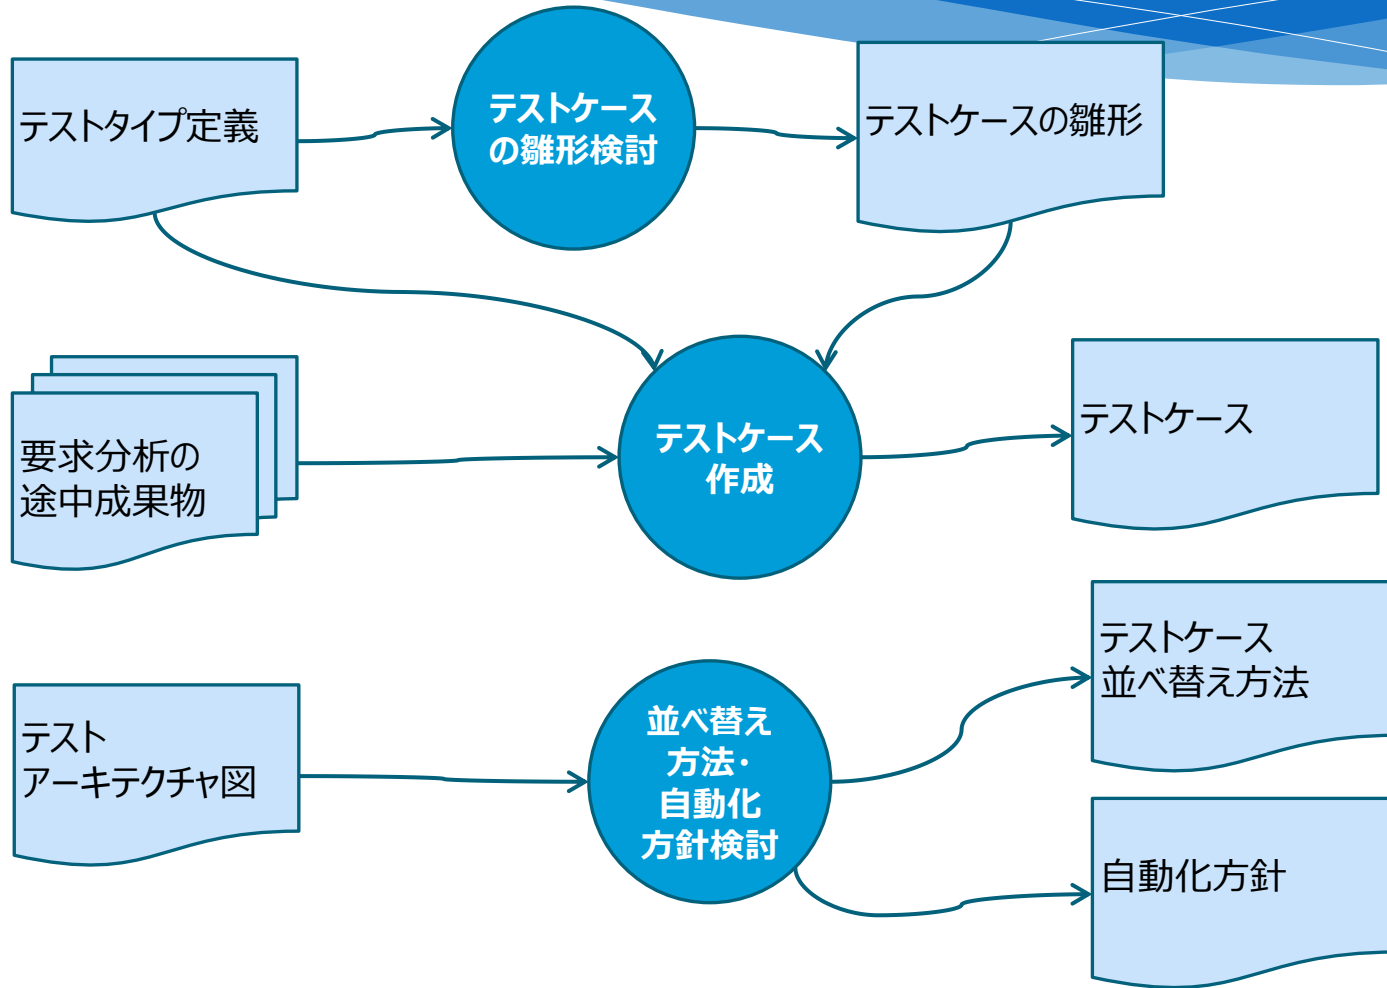 テストタイプ定義
テストケース
の雛形検討
テストケースの雛形
要求分析の
途中成果物
テストケース
作成
テストケース
テスト
アーキテクチャ図
並べ替え
方法・
自動化
方針検討
テストケース
並べ替え方法
自動化方針